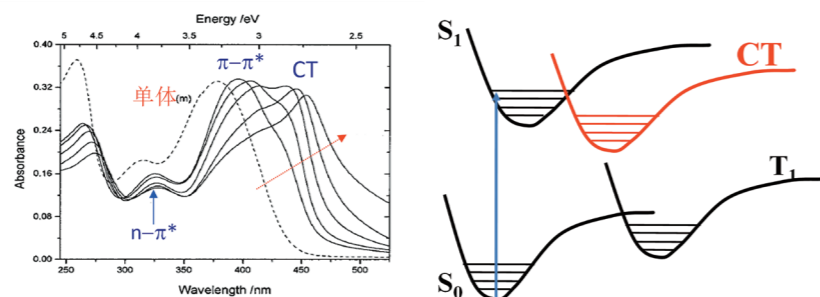 Energy /eV
5 4.5 4 3.5 3 2.5
0.40
0.32
0.24
0.16
0.08
0.00
Absorbance
单体(m)
π−π*
CT
n−π*
250 300 350 400 450 500
Wavelength /nm
S1
CT
T1
S0